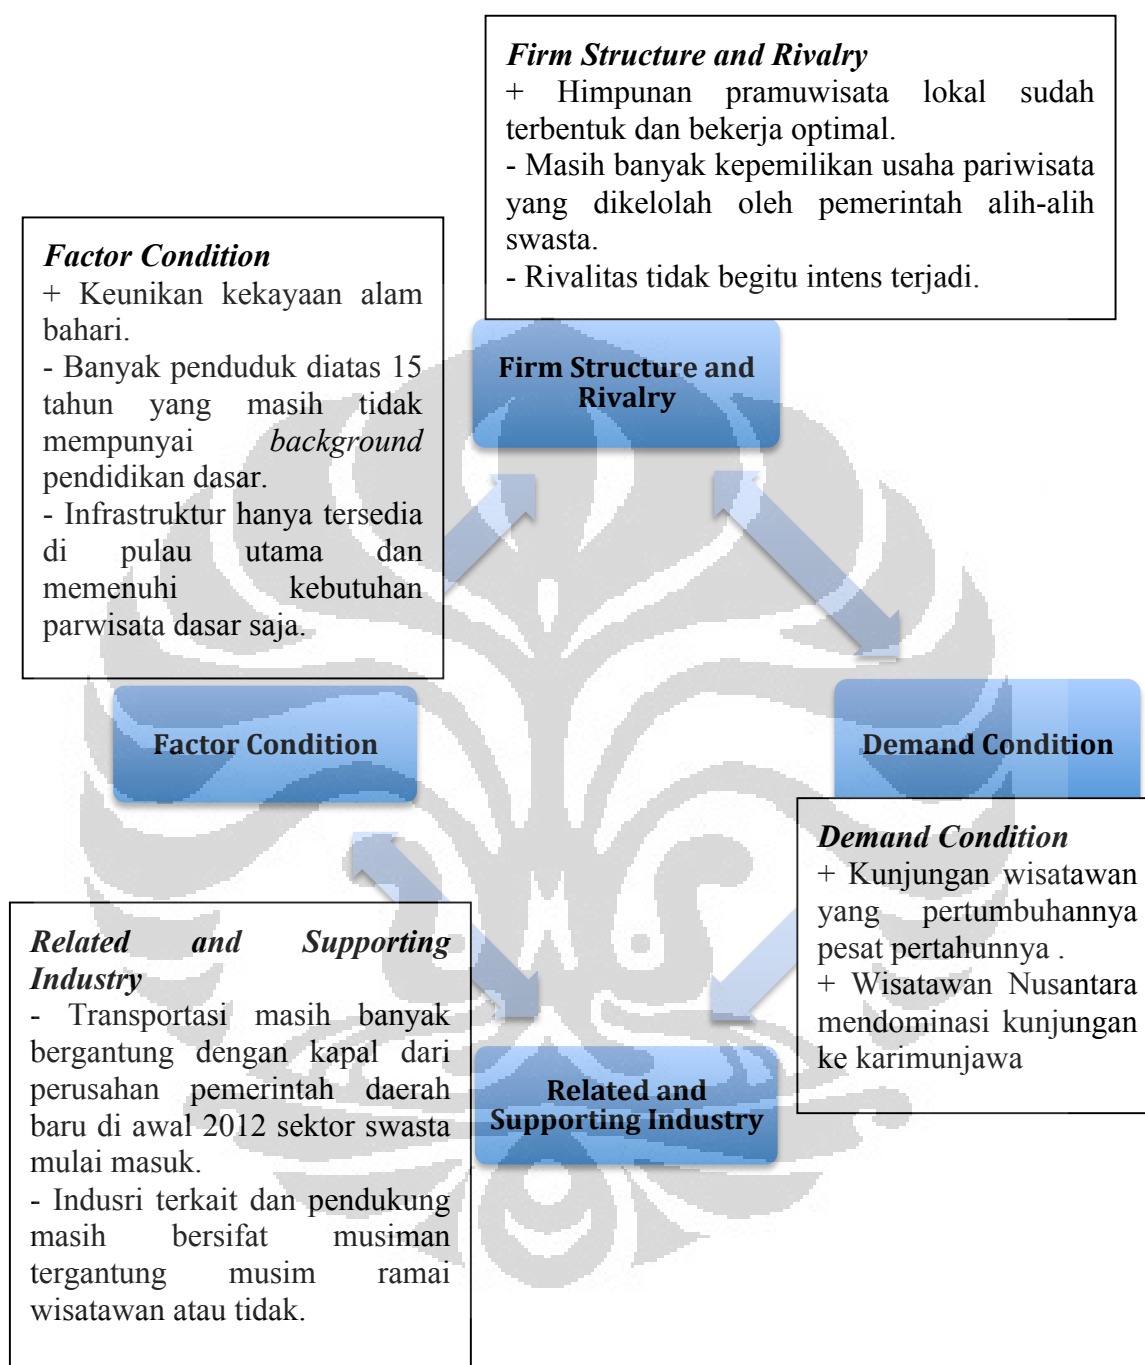 Firm Structure and Rivalry
+ Himpunan pramuwisata lokal sudah
terbentuk dan bekerja optimal.
- Masih banyak kepemilikan usaha pariwisata
yang dikelolah oleh pemerintah alih-alih
swasta.
- Rivalitas tidak begitu intens terjadi.
Factor Condition
+ Keunikan kekayaan alam
bahari.
- Banyak penduduk diatas 15
tahun yang masih tidak
mempunyai background
pendidikan dasar.
- Infrastruktur hanya tersedia
di pulau utama dan
memenuhi kebutuhan
parwisata dasar saja.
Firm Structure and
Rivalry
Factor Condition
Demand Condition
Demand Condition
+ Kunjungan wisatawan
yang pertumbuhannya
pesat pertahunnya .
+ Wisatawan Nusantara
mendominasi kunjungan
ke karimunjawa
Related and Supporting
Industry
- Transportasi masih banyak
bergantung dengan kapal dari
perusahan pemerintah daerah
baru di awal 2012 sektor swasta
mulai masuk.
- Indusri terkait dan pendukung
masih bersifat musiman
tergantung musim ramai
wisatawan atau tidak.
Related and
Supporting Industry